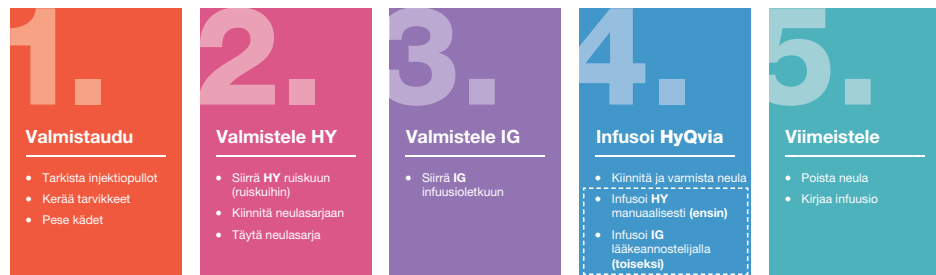 1.
Valmistaudu
• Tarkista injektiopullot
• Kerää tarvikkeet
• Pese kädet
2.
Valmistele HY
• Siirrä HY ruiskuun
(ruiskuihin)
• Kiinnitä neulasarjaan
• Täytä neulasarja
3.
Valmistele IG
• Siirrä IG
infuusioletkuun
4.
Infusoi HyQvia
• Kiinnitä ja varmista neula
• Infusoi HY
manuaalisesti (ensin)
• Infusoi IG
lääkeannostelijalla
(toiseksi)
5.
Viimeistele
• Poista neula
• Kirjaa infuusio